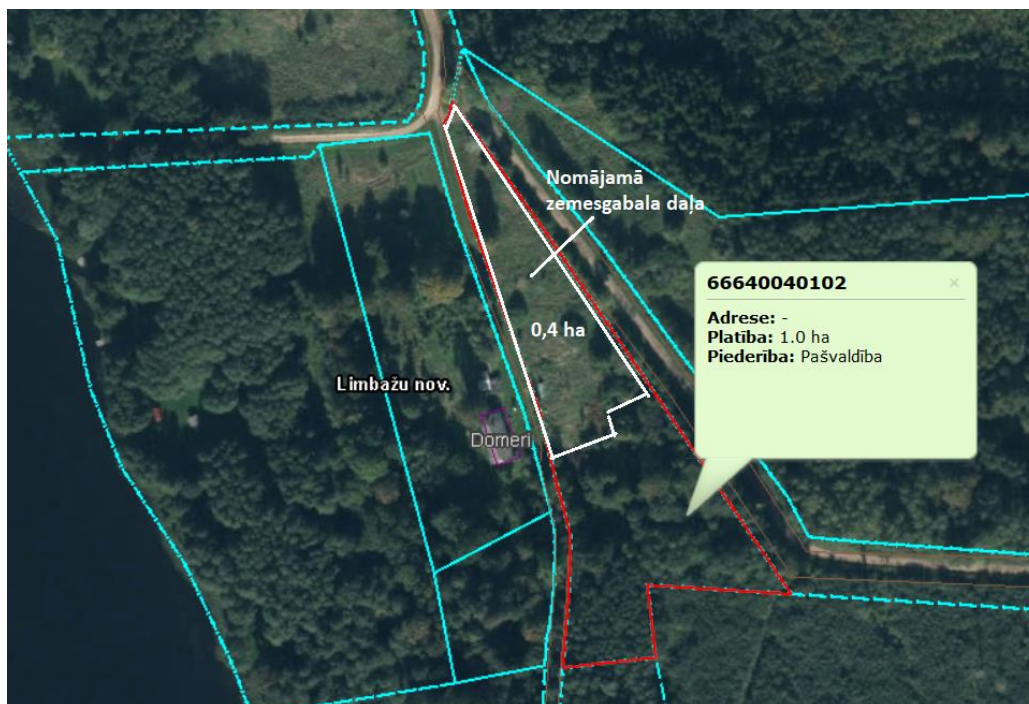 Nomājamā
zemesgabala daļa
66640040102
×
Adrese: -
Platība: 1.0 ha
Piederība: Pašvaldība
0,4 ha
Limbažu nov.
Domeri